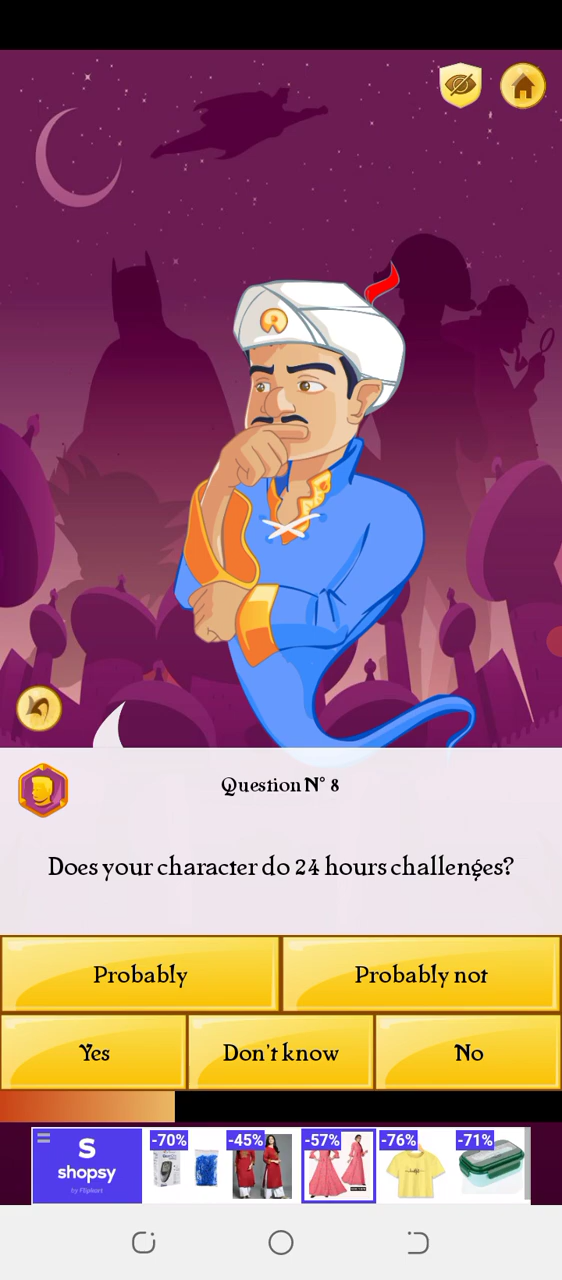 Question N° 8
Does your character do 24 hours challenges?
Probably
Probably not
Yes
Don't know
No
S
shopsy
by Flipkart
-70%
-45%
-57%
-76%
-71%